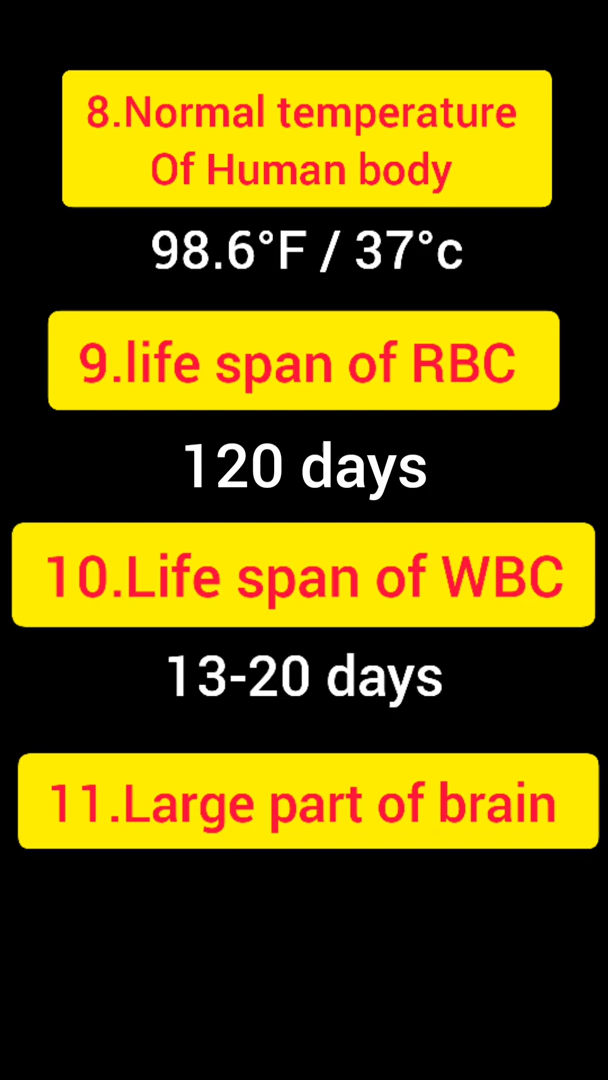 8.Normal temperature
Of Human body
98.6°F / 37°c
9.life span of RBC
120 days
10.Life span of WBC
13-20 days
11.Large part of brain